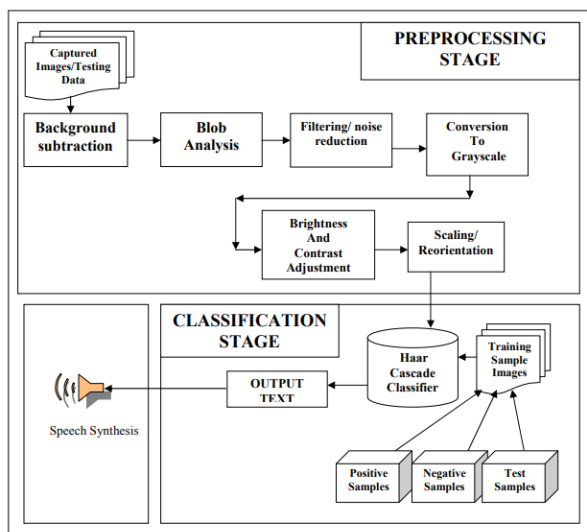 PREPROCESSING
STAGE
Captured
Images/Testing
Data
Background
subtraction
Blob
Analysis
Filtering/ noise
reduction
Conversion
To
Grayscale
Brightness
And
Contrast
Adjustment
Scaling/
Reorientation
CLASSIFICATION
STAGE
Haar
Cascade
Classifier
Training
Sample
Images
OUTPUT
TEXT
Speech Synthesis
Positive
Samples
Negative
Samples
Test
Samples